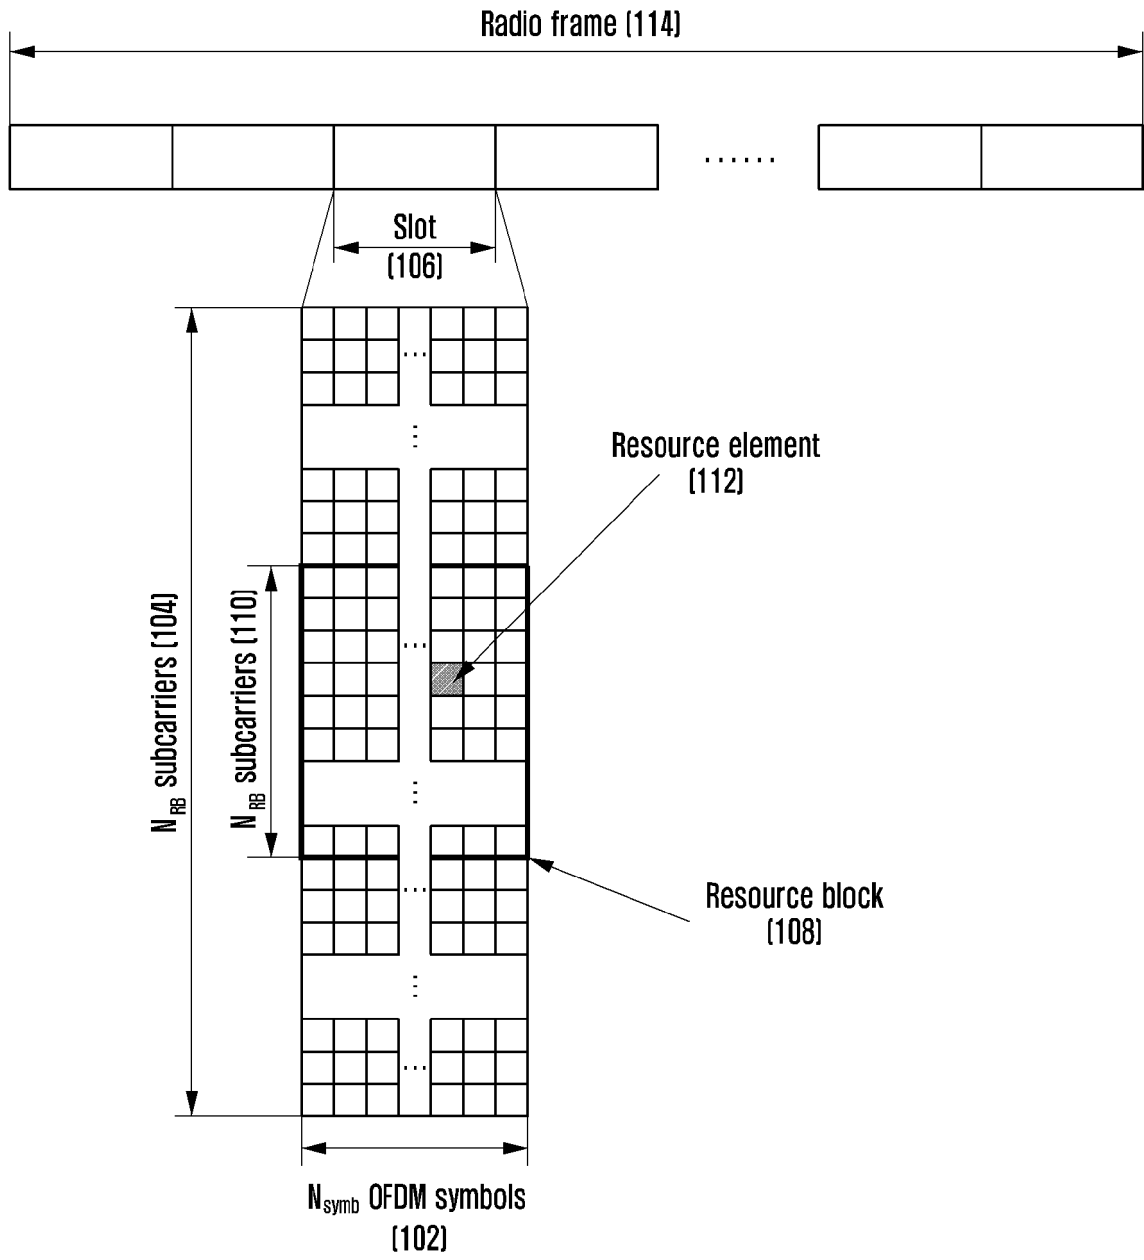 Radio frame (114)
Slot
(106)
Resource element
(112)
N_RB subcarriers (104)
N_RB subcarriers (110)
Resource block
(108)
N_symb OFDM symbols
(102)